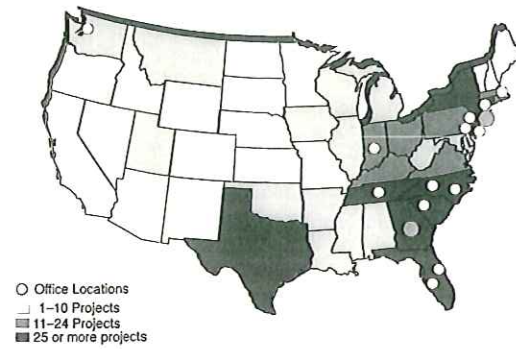 Office Locations
1–10 Projects
11–24 Projects
25 or more projects